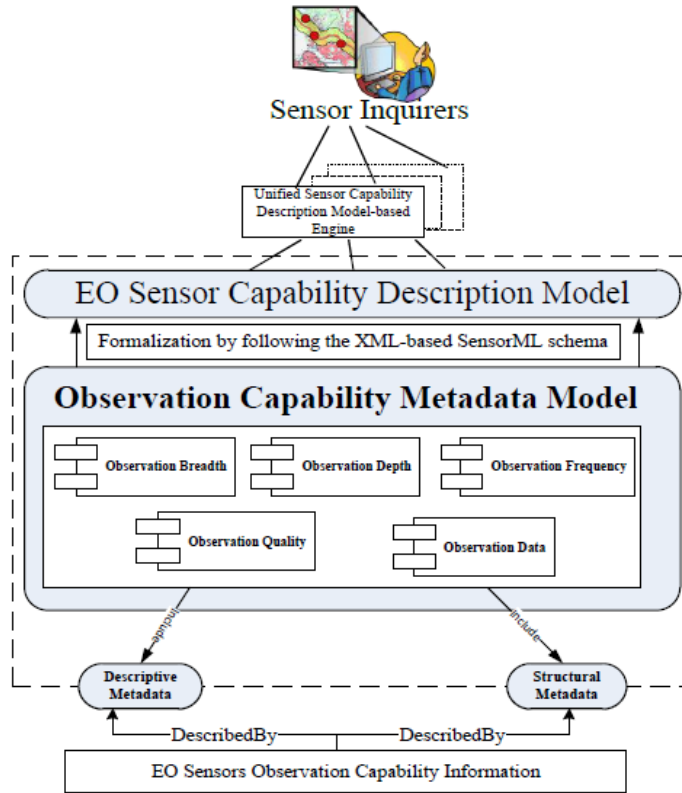 Sensor Inquirers
Unified Sensor Capability
Description Model-based
Engine
EO Sensor Capability Description Model
Formalization by following the XML-based SensorML schema
Observation Capability Metadata Model
Observation Breadth
Observation Depth
Observation Frequency
Observation Quality
Observation Data
include
include
Descriptive
Metadata
Structural
Metadata
DescribedBy
DescribedBy
EO Sensors Observation Capability Information